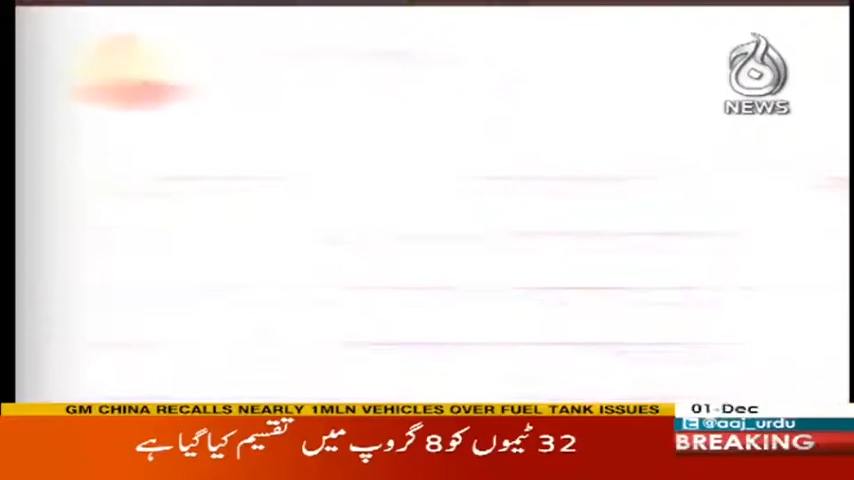 NEWS
GM CHINA RECALLS NEARLY 1MLN VEHICLES OVER FUEL TANK ISSUES
01-Dec
@aaj_urdu
32 ٹیموں کو 8 گروپ میں تقسیم کیا گیا ہے
BREAKING